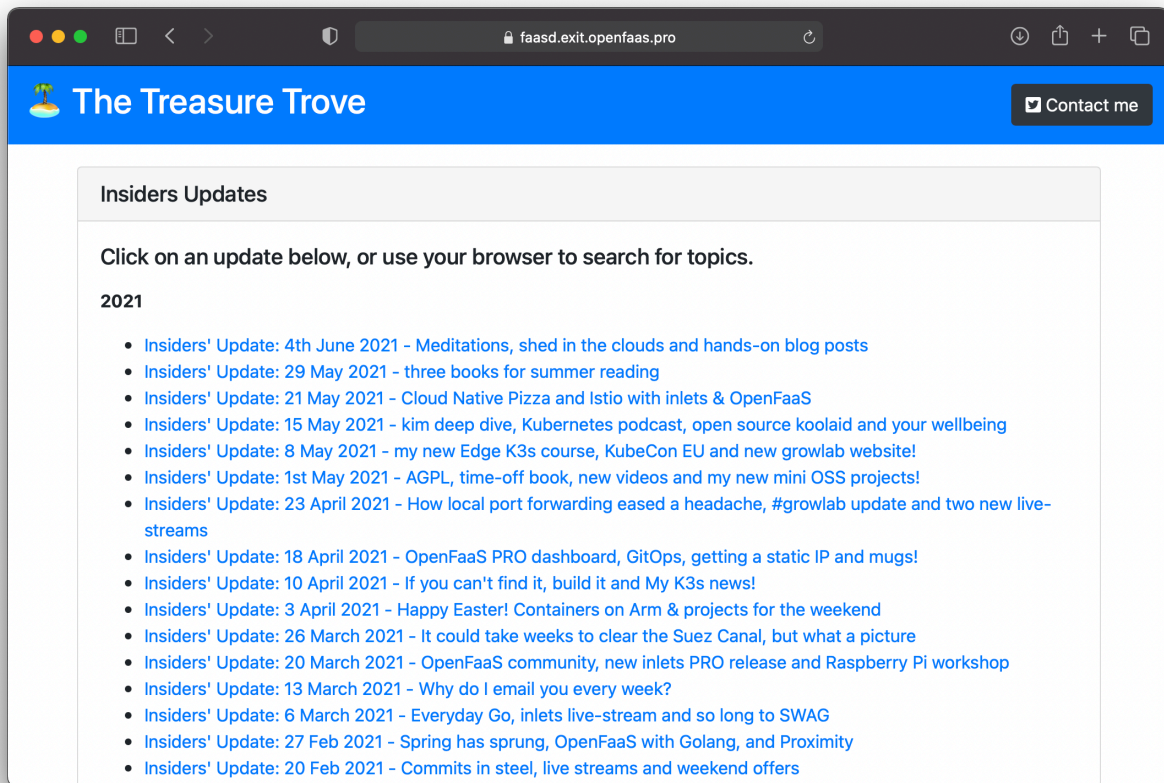 faasd.exit.openfaas.pro
The Treasure Trove
Contact me
Insiders Updates
Click on an update below, or use your browser to search for topics.
2021
Insiders' Update: 4th June 2021 - Meditations, shed in the clouds and hands-on blog posts
Insiders' Update: 29 May 2021 - three books for summer reading
Insiders' Update: 21 May 2021 - Cloud Native Pizza and Istio with inlets & OpenFaaS
Insiders' Update: 15 May 2021 - kim deep dive, Kubernetes podcast, open source koolaid and your wellbeing
Insiders' Update: 8 May 2021 - my new Edge K3s course, KubeCon EU and new growlab website!
Insiders' Update: 1st May 2021 - AGPL, time-off book, new videos and my new mini OSS projects!
Insiders' Update: 23 April 2021 - How local port forwarding eased a headache, #growlab update and two new live-
streams
Insiders' Update: 18 April 2021 - OpenFaaS PRO dashboard, GitOps, getting a static IP and mugs!
Insiders' Update: 10 April 2021 - If you can't find it, build it and My K3s news!
Insiders' Update: 3 April 2021 - Happy Easter! Containers on Arm & projects for the weekend
Insiders' Update: 26 March 2021 - It could take weeks to clear the Suez Canal, but what a picture
Insiders' Update: 20 March 2021 - OpenFaaS community, new inlets PRO release and Raspberry Pi workshop
Insiders' Update: 13 March 2021 - Why do I email you every week?
Insiders' Update: 6 March 2021 - Everyday Go, inlets live-stream and so long to SWAG
Insiders' Update: 27 Feb 2021 - Spring has sprung, OpenFaaS with Golang, and Proximity
Insiders' Update: 20 Feb 2021 - Commits in steel, live streams and weekend offers